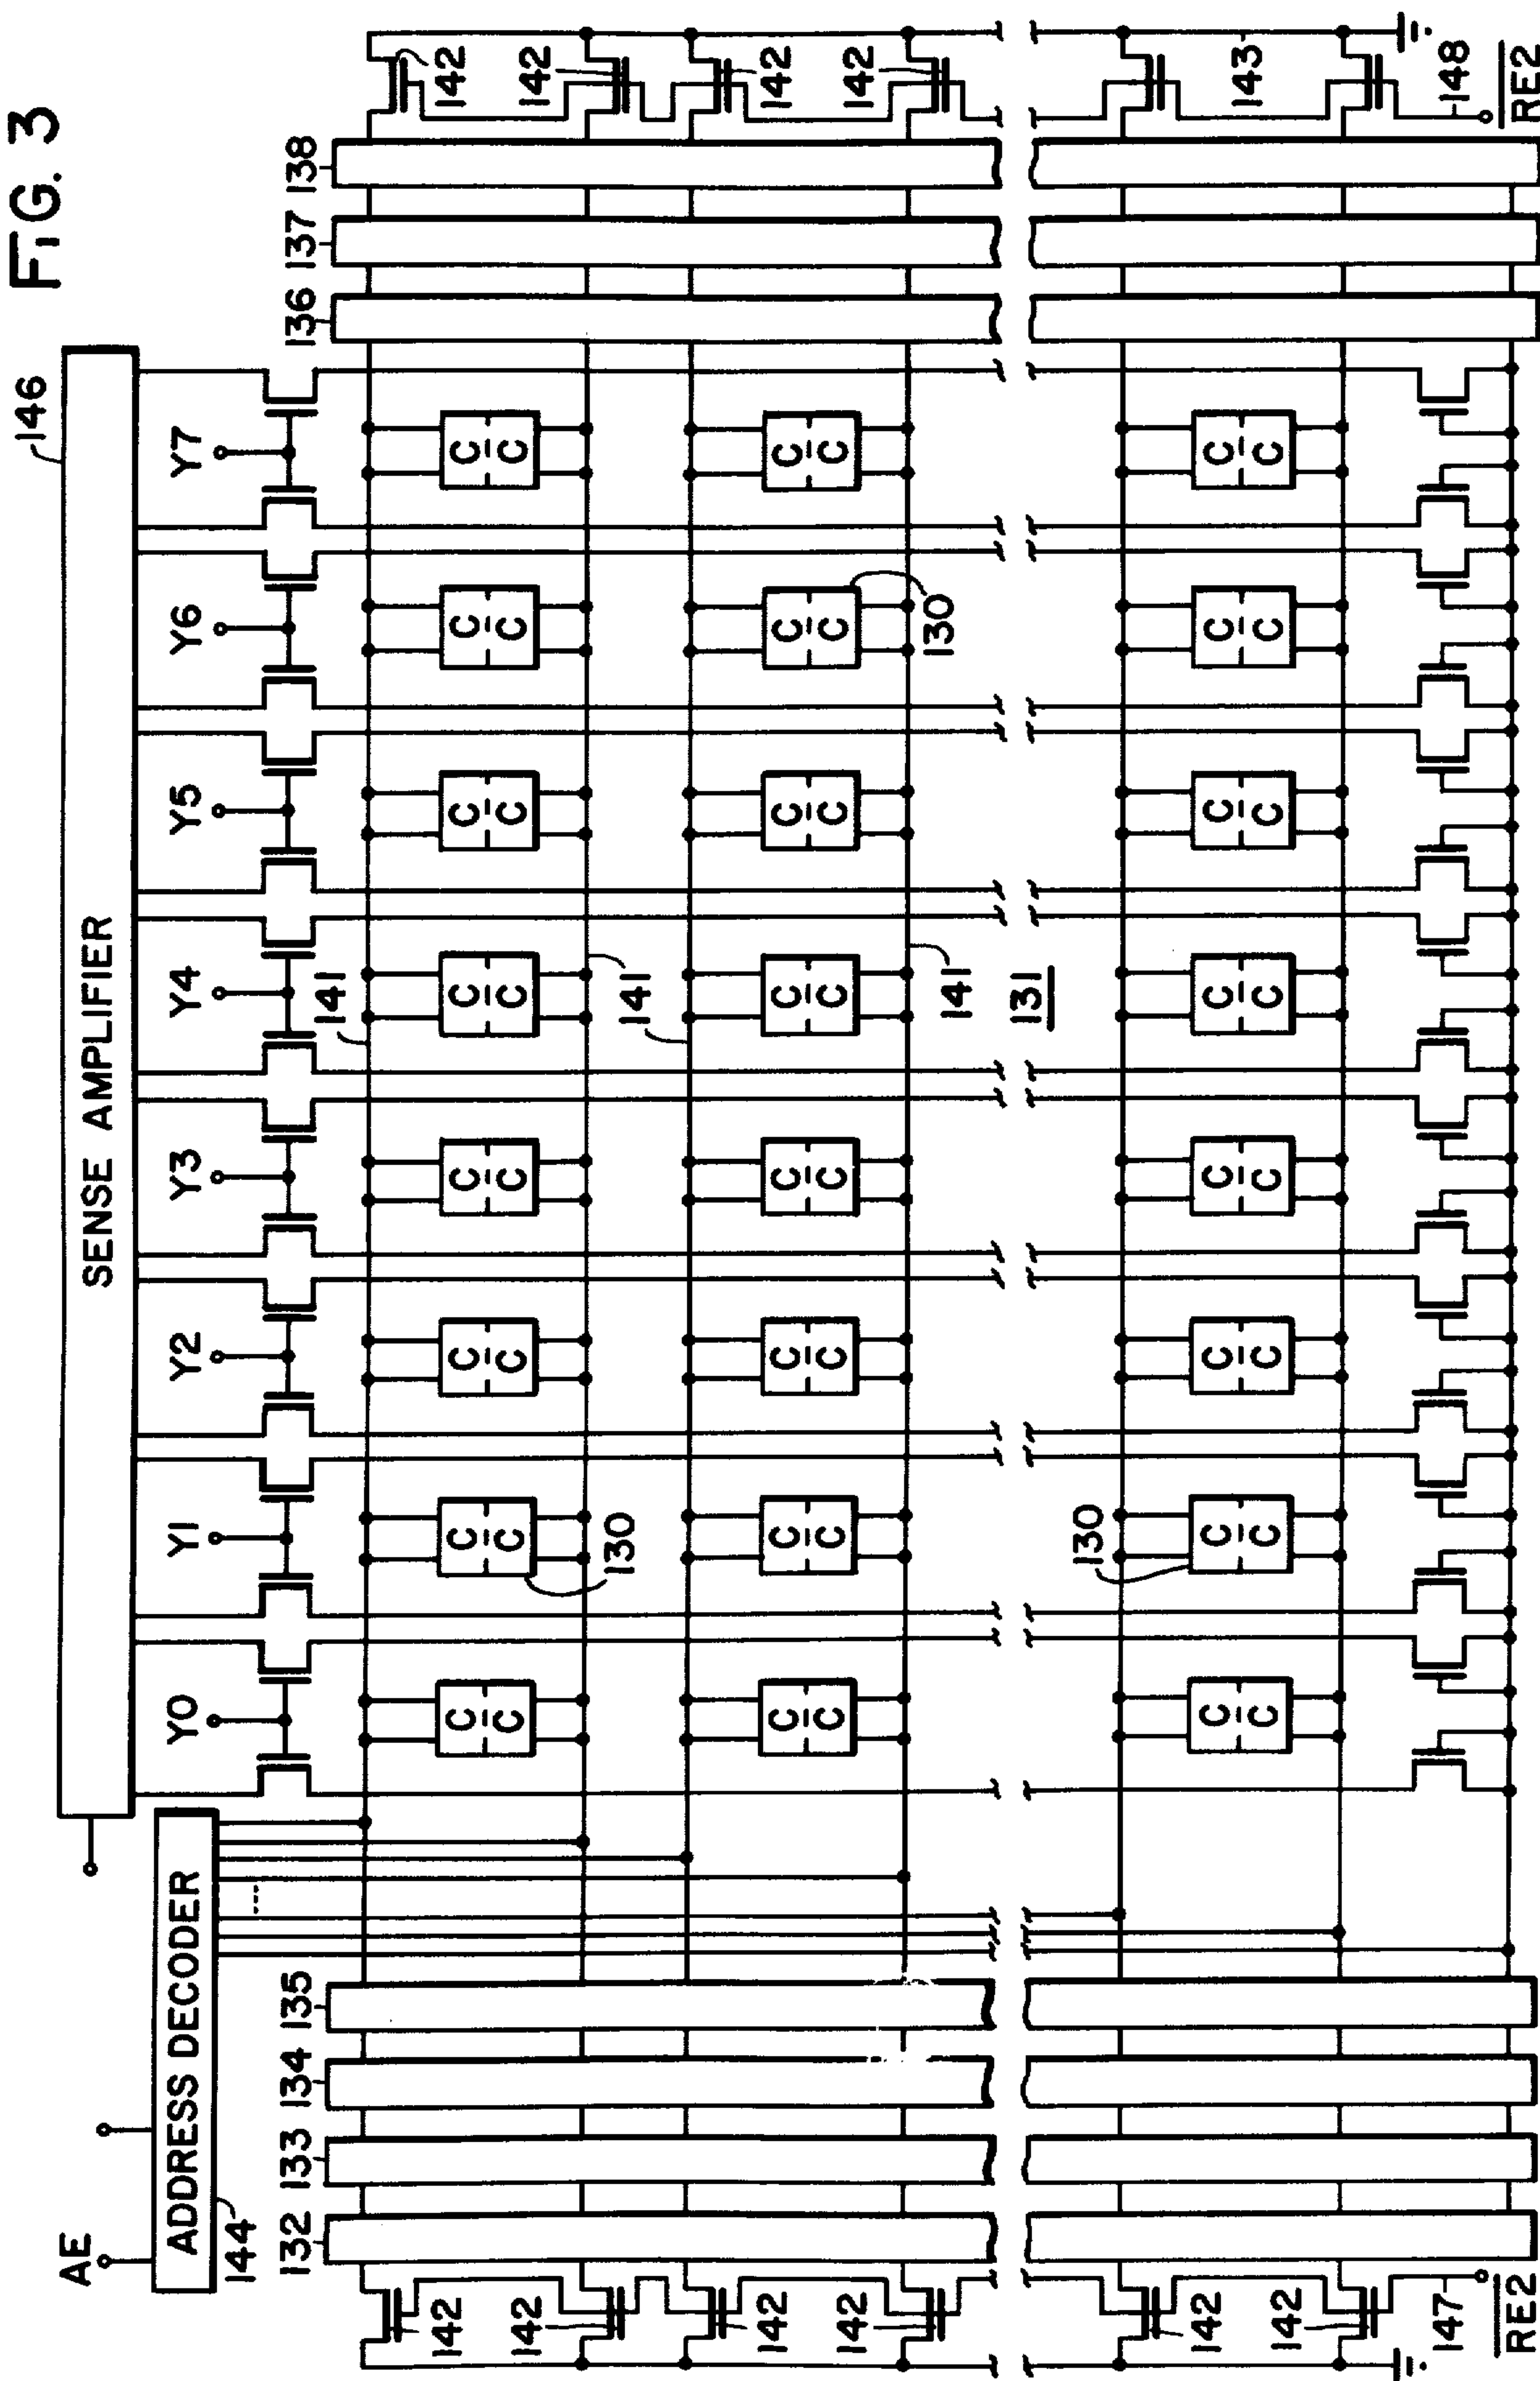 FIG. 3
146
AE
SENSE AMPLIFIER
ADDRESS DECODER
Y0 Y1 Y2 Y3 Y4 Y5 Y6 Y7
144
132 133 134 135 136 137 138
141
142 142
C C C C C C C C
C C C C C C C C
142 142
130 141
142 142
C C C C C C C C
C C C C C C C C
142 142
130
141
131
130
142
C C C C C C C C
C C C C C C C C
142 143
147 148
RE2 RE2